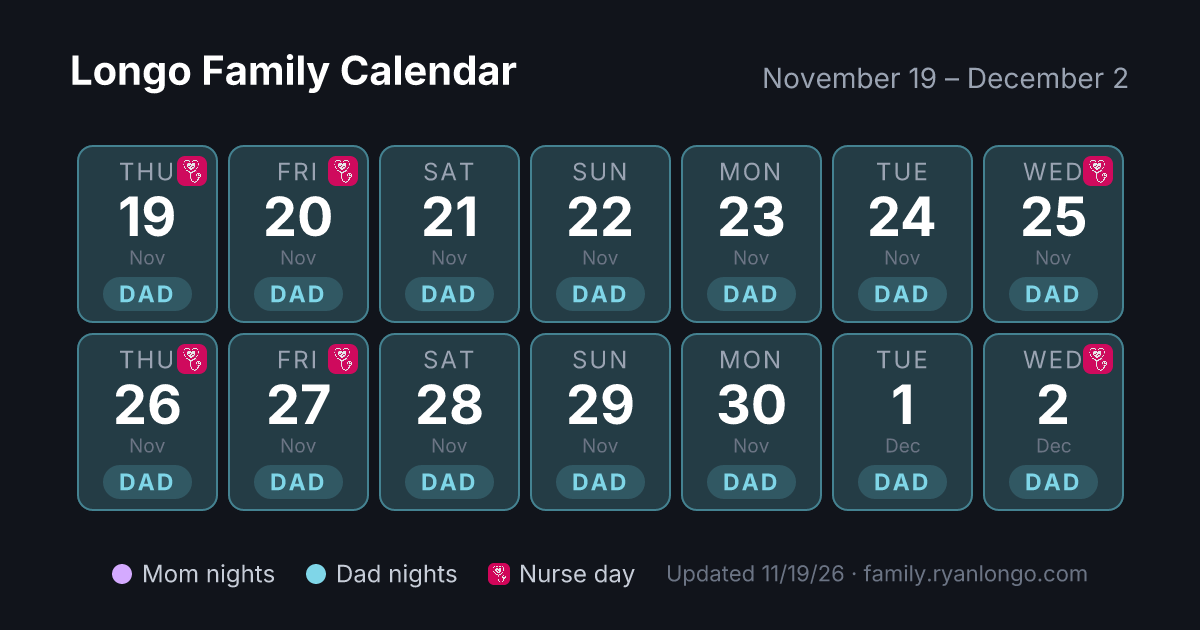 Longo Family Calendar
November 19 – December 2
THU FRI SAT SUN MON TUE WED
19 20 21 22 23 24 25
Nov Nov Nov Nov Nov Nov Nov
DAD DAD DAD DAD DAD DAD DAD
THU FRI SAT SUN MON TUE WED
26 27 28 29 30 1 2
Nov Nov Nov Nov Nov Dec Dec
DAD DAD DAD DAD DAD DAD DAD
Mom nights Dad nights Nurse day Updated 11/19/26 · family.ryanlongo.com